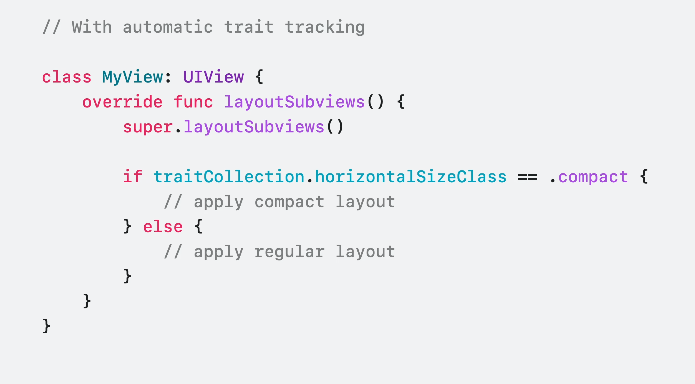 // With automatic trait tracking
class MyView: UIView {
    override func layoutSubviews() {
        super.layoutSubviews()
        if traitCollection.horizontalSizeClass == .compact {
            // apply compact layout
        } else {
            // apply regular layout
        }
    }
}